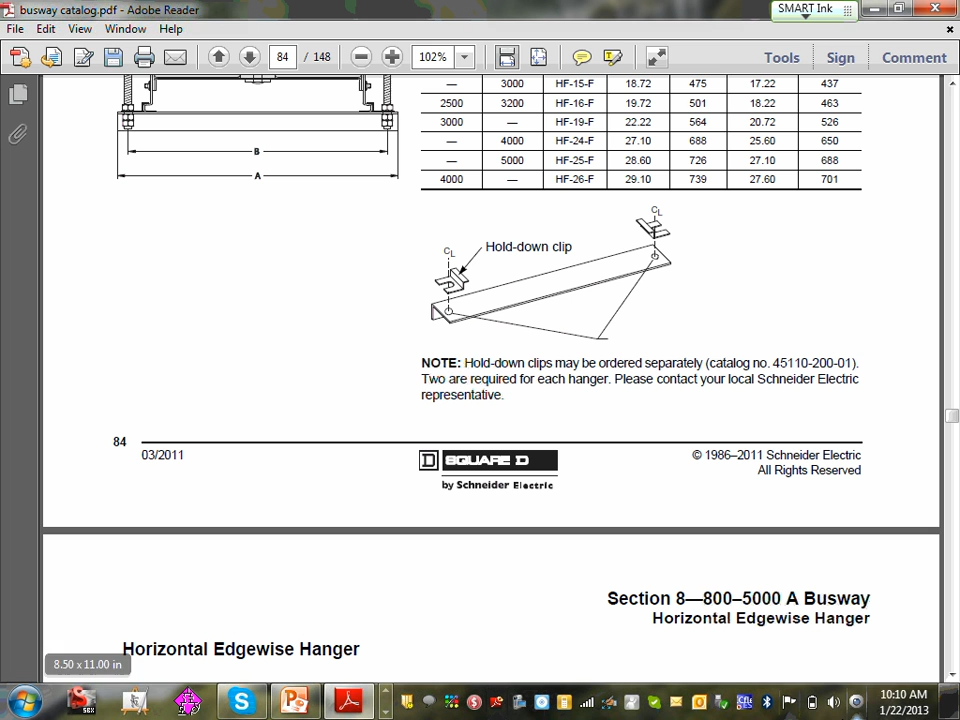 busway catalog.pdf - Adobe Reader
SMART Ink
File Edit View Window Help
84 / 148
102%
Tools Sign Comment
— 3000 HF-15-F 18.72 475 17.22 437
2500 3200 HF-16-F 19.72 501 18.22 463
3000 — HF-19-F 22.22 564 20.72 526
— 4000 HF-24-F 27.10 688 25.60 650
— 5000 HF-25-F 28.60 726 27.10 688
4000 — HF-26-F 29.10 739 27.60 701
B
A
CL
CL
Hold-down clip
NOTE: Hold-down clips may be ordered separately (catalog no. 45110-200-01).
Two are required for each hanger. Please contact your local Schneider Electric
representative.
84
03/2011
D SQUARE D
by Schneider Electric
© 1986–2011 Schneider Electric
All Rights Reserved
Section 8—800–5000 A Busway
Horizontal Edgewise Hanger
Horizontal Edgewise Hanger
8.50 x 11.00 in
10:10 AM
1/22/2013